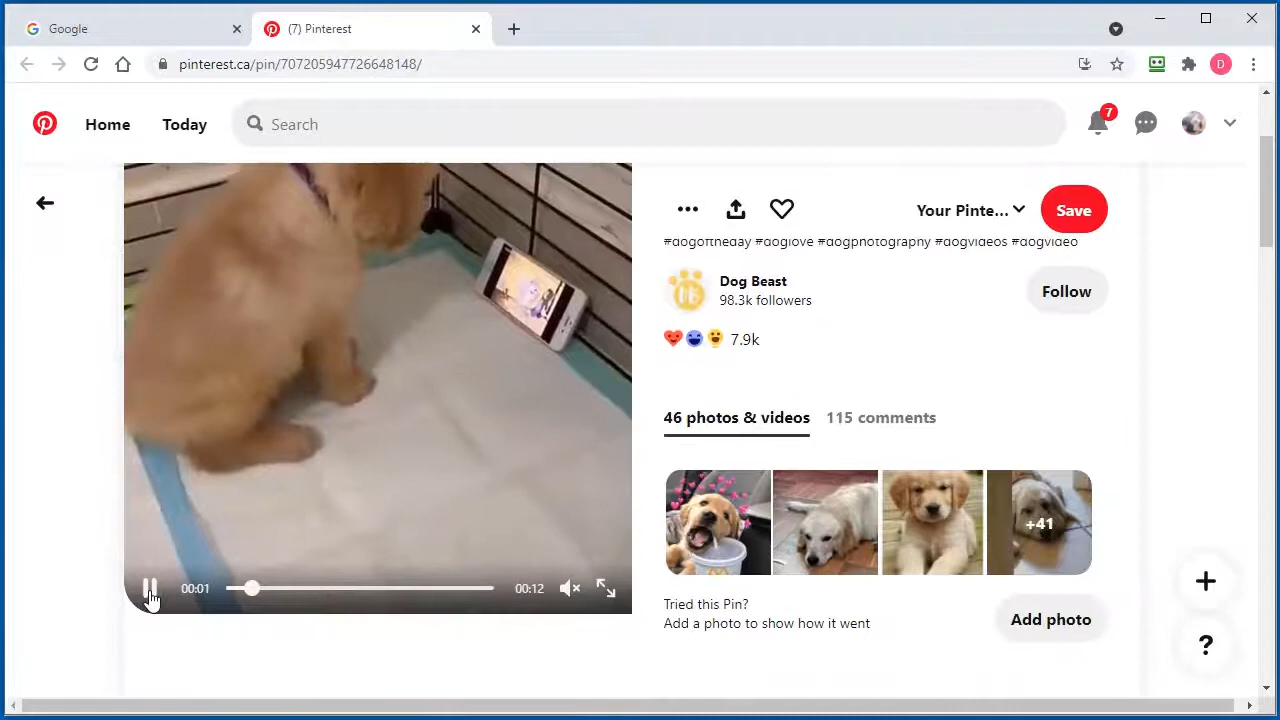 Google
(7) Pinterest
pinterest.ca/pin/707205947726648148/
D
Home
Today
Search
7
Your Pinte...
Save
#dogoftheday #doglove #dogphotography #dogvideos #dogvideo
DB
Dog Beast
98.3k followers
Follow
7.9k
46 photos & videos
115 comments
+41
00:01
00:12
Tried this Pin?
Add a photo to show how it went
Add photo
?